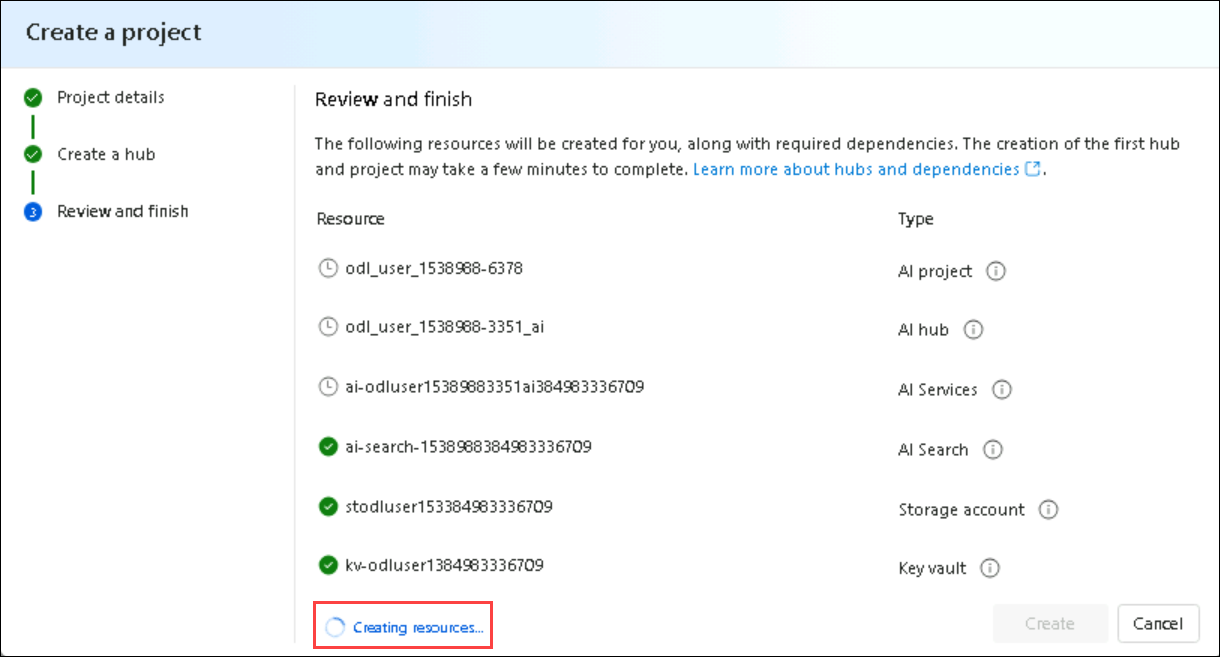 Create a project
Project details
Create a hub
3
Review and finish
Review and finish
The following resources will be created for you, along with required dependencies. The creation of the first hub
and project may take a few minutes to complete. Learn more about hubs and dependencies.
Resource Type
odl_user_1538988-6378 AI project
odl_user_1538988-3351_ai AI hub
ai-odluser15389883351ai384983336709 AI Services
ai-search-1538988384983336709 AI Search
stodluser153384983336709 Storage account
kv-odluser1384983336709 Key vault
Creating resources...
Create Cancel